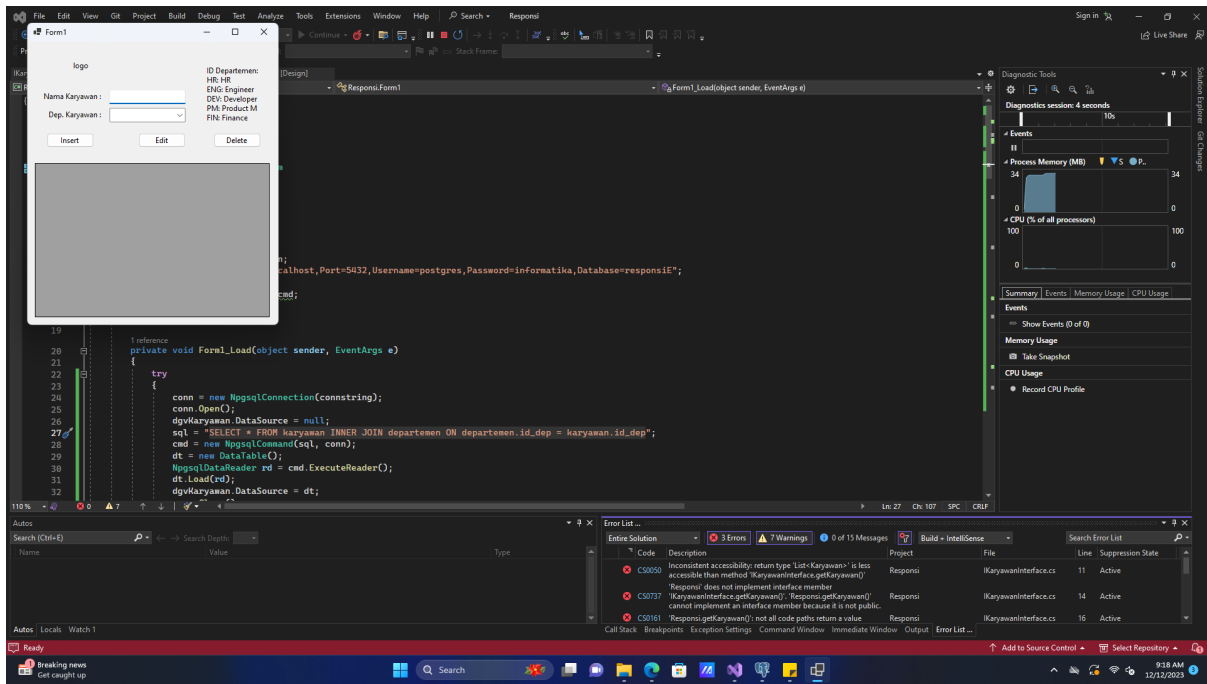 File Edit View Git Project Build Debug Test Analyze Tools Extensions Window Help Search Responsi Sign in
Continue
Live Share
Stack Frame:
Form1
logo
ID Departemen:
HR: HR
ENG: Engineer
DEV: Developer
PM: Product M
FIN: Finance
Nama Karyawan :
Dep. Karyawan :
Insert Edit Delete
[Design]
Responsi.Form1 Form1_Load(object sender, EventArgs e)
calhost,Port=5432,Username=postgres,Password=informatika,Database=responsiE";
cmd;
19
1 reference
20 private void Form1_Load(object sender, EventArgs e)
21 {
22 try
23 {
24 conn = new NpgsqlConnection(connstring);
25 conn.Open();
26 dgvKaryawan.DataSource = null;
27 sql = "SELECT * FROM karyawan INNER JOIN departemen ON departemen.id_dep = karyawan.id_dep";
28 cmd = new NpgsqlCommand(sql, conn);
29 dt = new DataTable();
30 NpgsqlDataReader rd = cmd.ExecuteReader();
31 dt.Load(rd);
32 dgvKaryawan.DataSource = dt;
110 % 0 7 Ln: 27 Ch: 107 SPC CRLF
Diagnostic Tools
Diagnostics session: 4 seconds
10s
Events
Process Memory (MB) S P..
34 34
0 0
CPU (% of all processors)
100 100
0 0
Summary Events Memory Usage CPU Usage
Events
Show Events (0 of 0)
Memory Usage
Take Snapshot
CPU Usage
Record CPU Profile
Solution Explorer
Git Changes
Autos
Search (Ctrl+E) Search Depth:
Name Value Type
Autos Locals Watch 1
Error List ...
Entire Solution 3 Errors 7 Warnings 0 of 15 Messages Build + IntelliSense Search Error List
Code Description Project File Line Suppression State
CS0050 Inconsistent accessibility: return type 'List<Karyawan>' is less accessible than method 'IKaryawanInterface.getKaryawan()' Responsi IKaryawanInterface.cs 11 Active
CS0737 'Responsi' does not implement interface member 'IKaryawanInterface.getKaryawan()'. 'Responsi.getKaryawan()' cannot implement an interface member because it is not public. Responsi IKaryawanInterface.cs 14 Active
CS0161 'Responsi.getKaryawan()': not all code paths return a value Responsi IKaryawanInterface.cs 16 Active
Call Stack Breakpoints Exception Settings Command Window Immediate Window Output Error List ...
Ready Add to Source Control Select Repository
Breaking news
Get caught up
Search
9:18 AM
12/12/2023